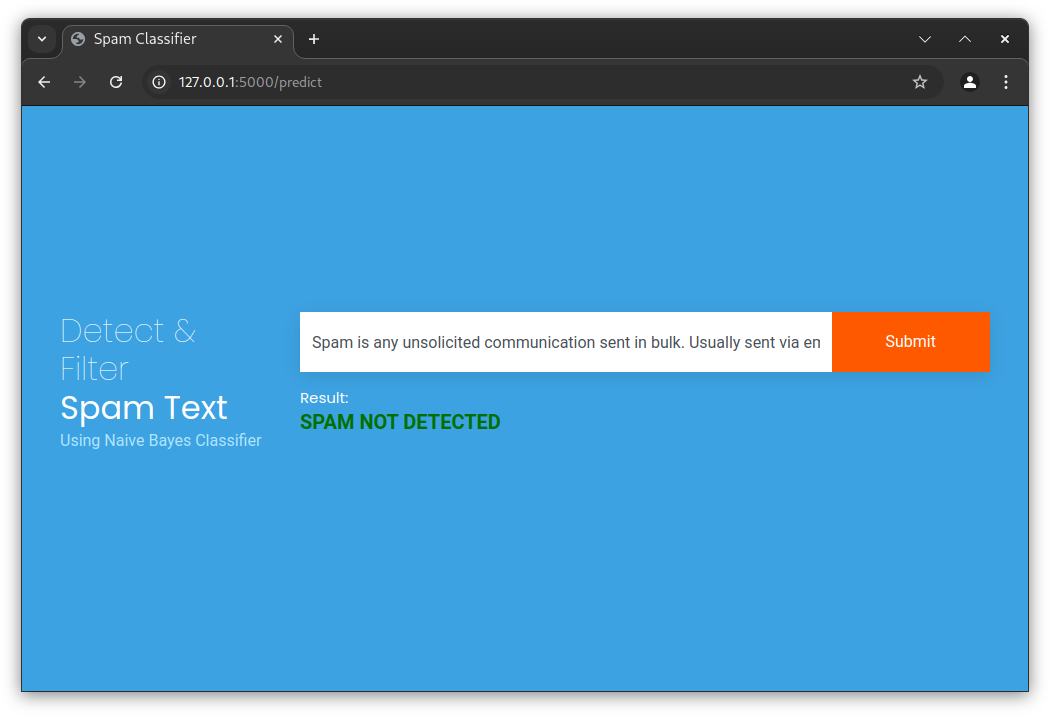 Spam Classifier
127.0.0.1:5000/predict
Detect &
Filter
Spam Text
Using Naive Bayes Classifier
Spam is any unsolicited communication sent in bulk. Usually sent via en
Submit
Result:
SPAM NOT DETECTED